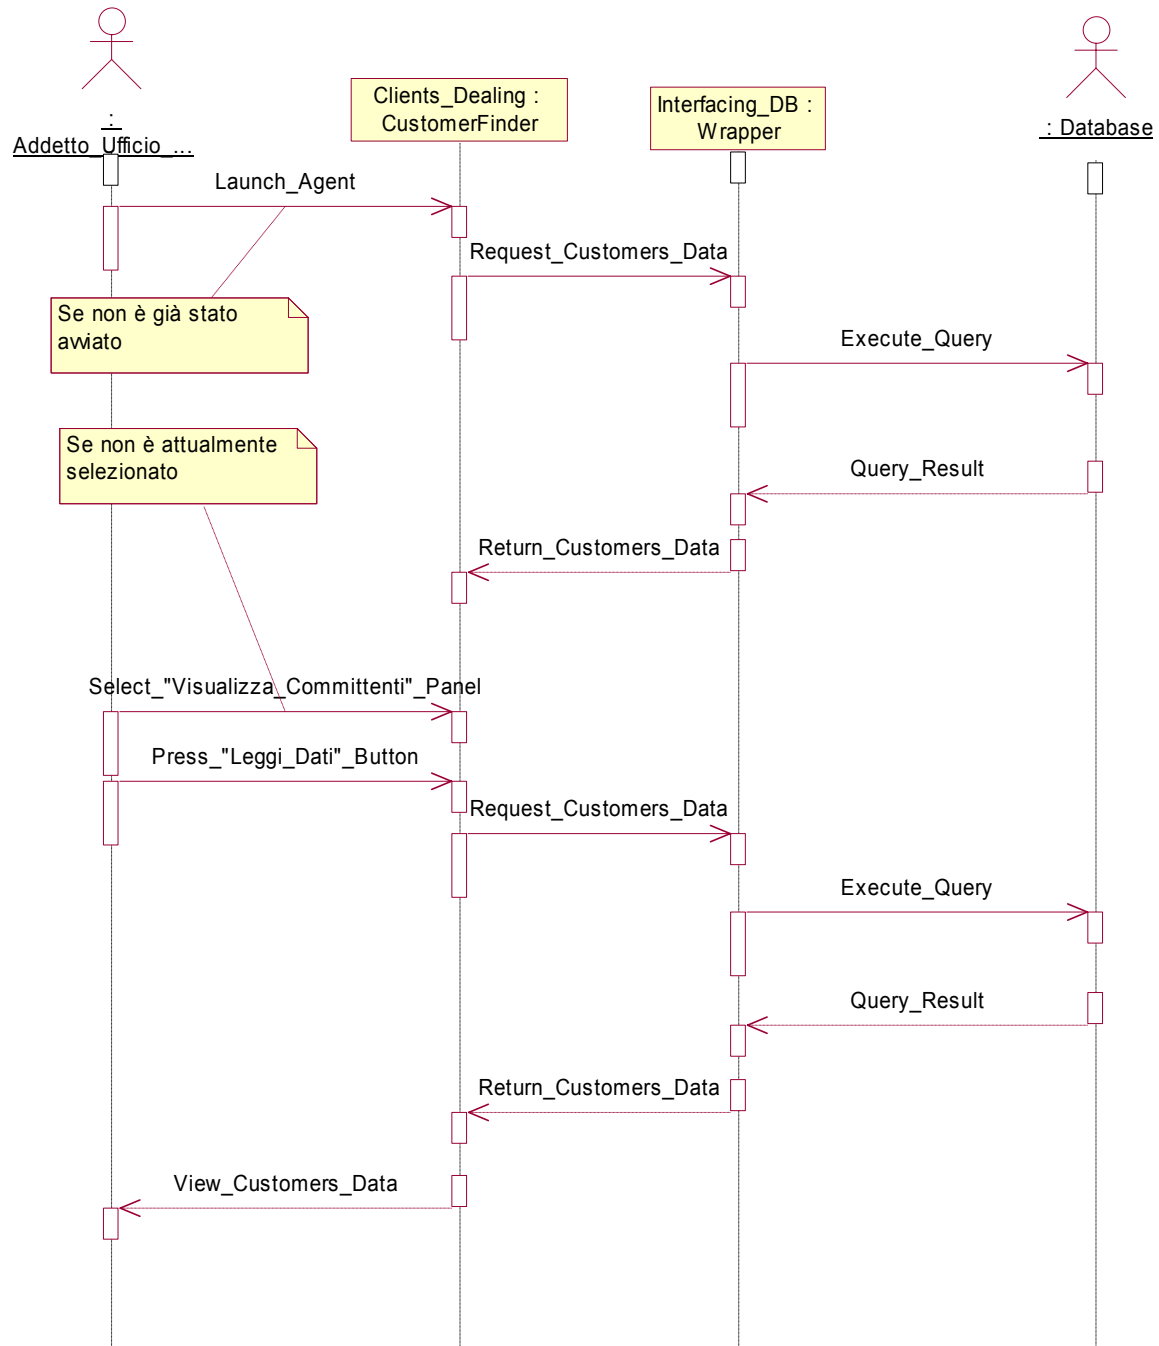 :
Addetto_Ufficio_...
Clients_Dealing :
CustomerFinder
Interfacing_DB :
Wrapper
: Database
Launch_Agent
Request_Customers_Data
Se non è già stato
avviato
Execute_Query
Se non è attualmente
selezionato
Query_Result
Return_Customers_Data
Select_"Visualizza_Committenti"_Panel
Press_"Leggi_Dati"_Button
Request_Customers_Data
Execute_Query
Query_Result
Return_Customers_Data
View_Customers_Data